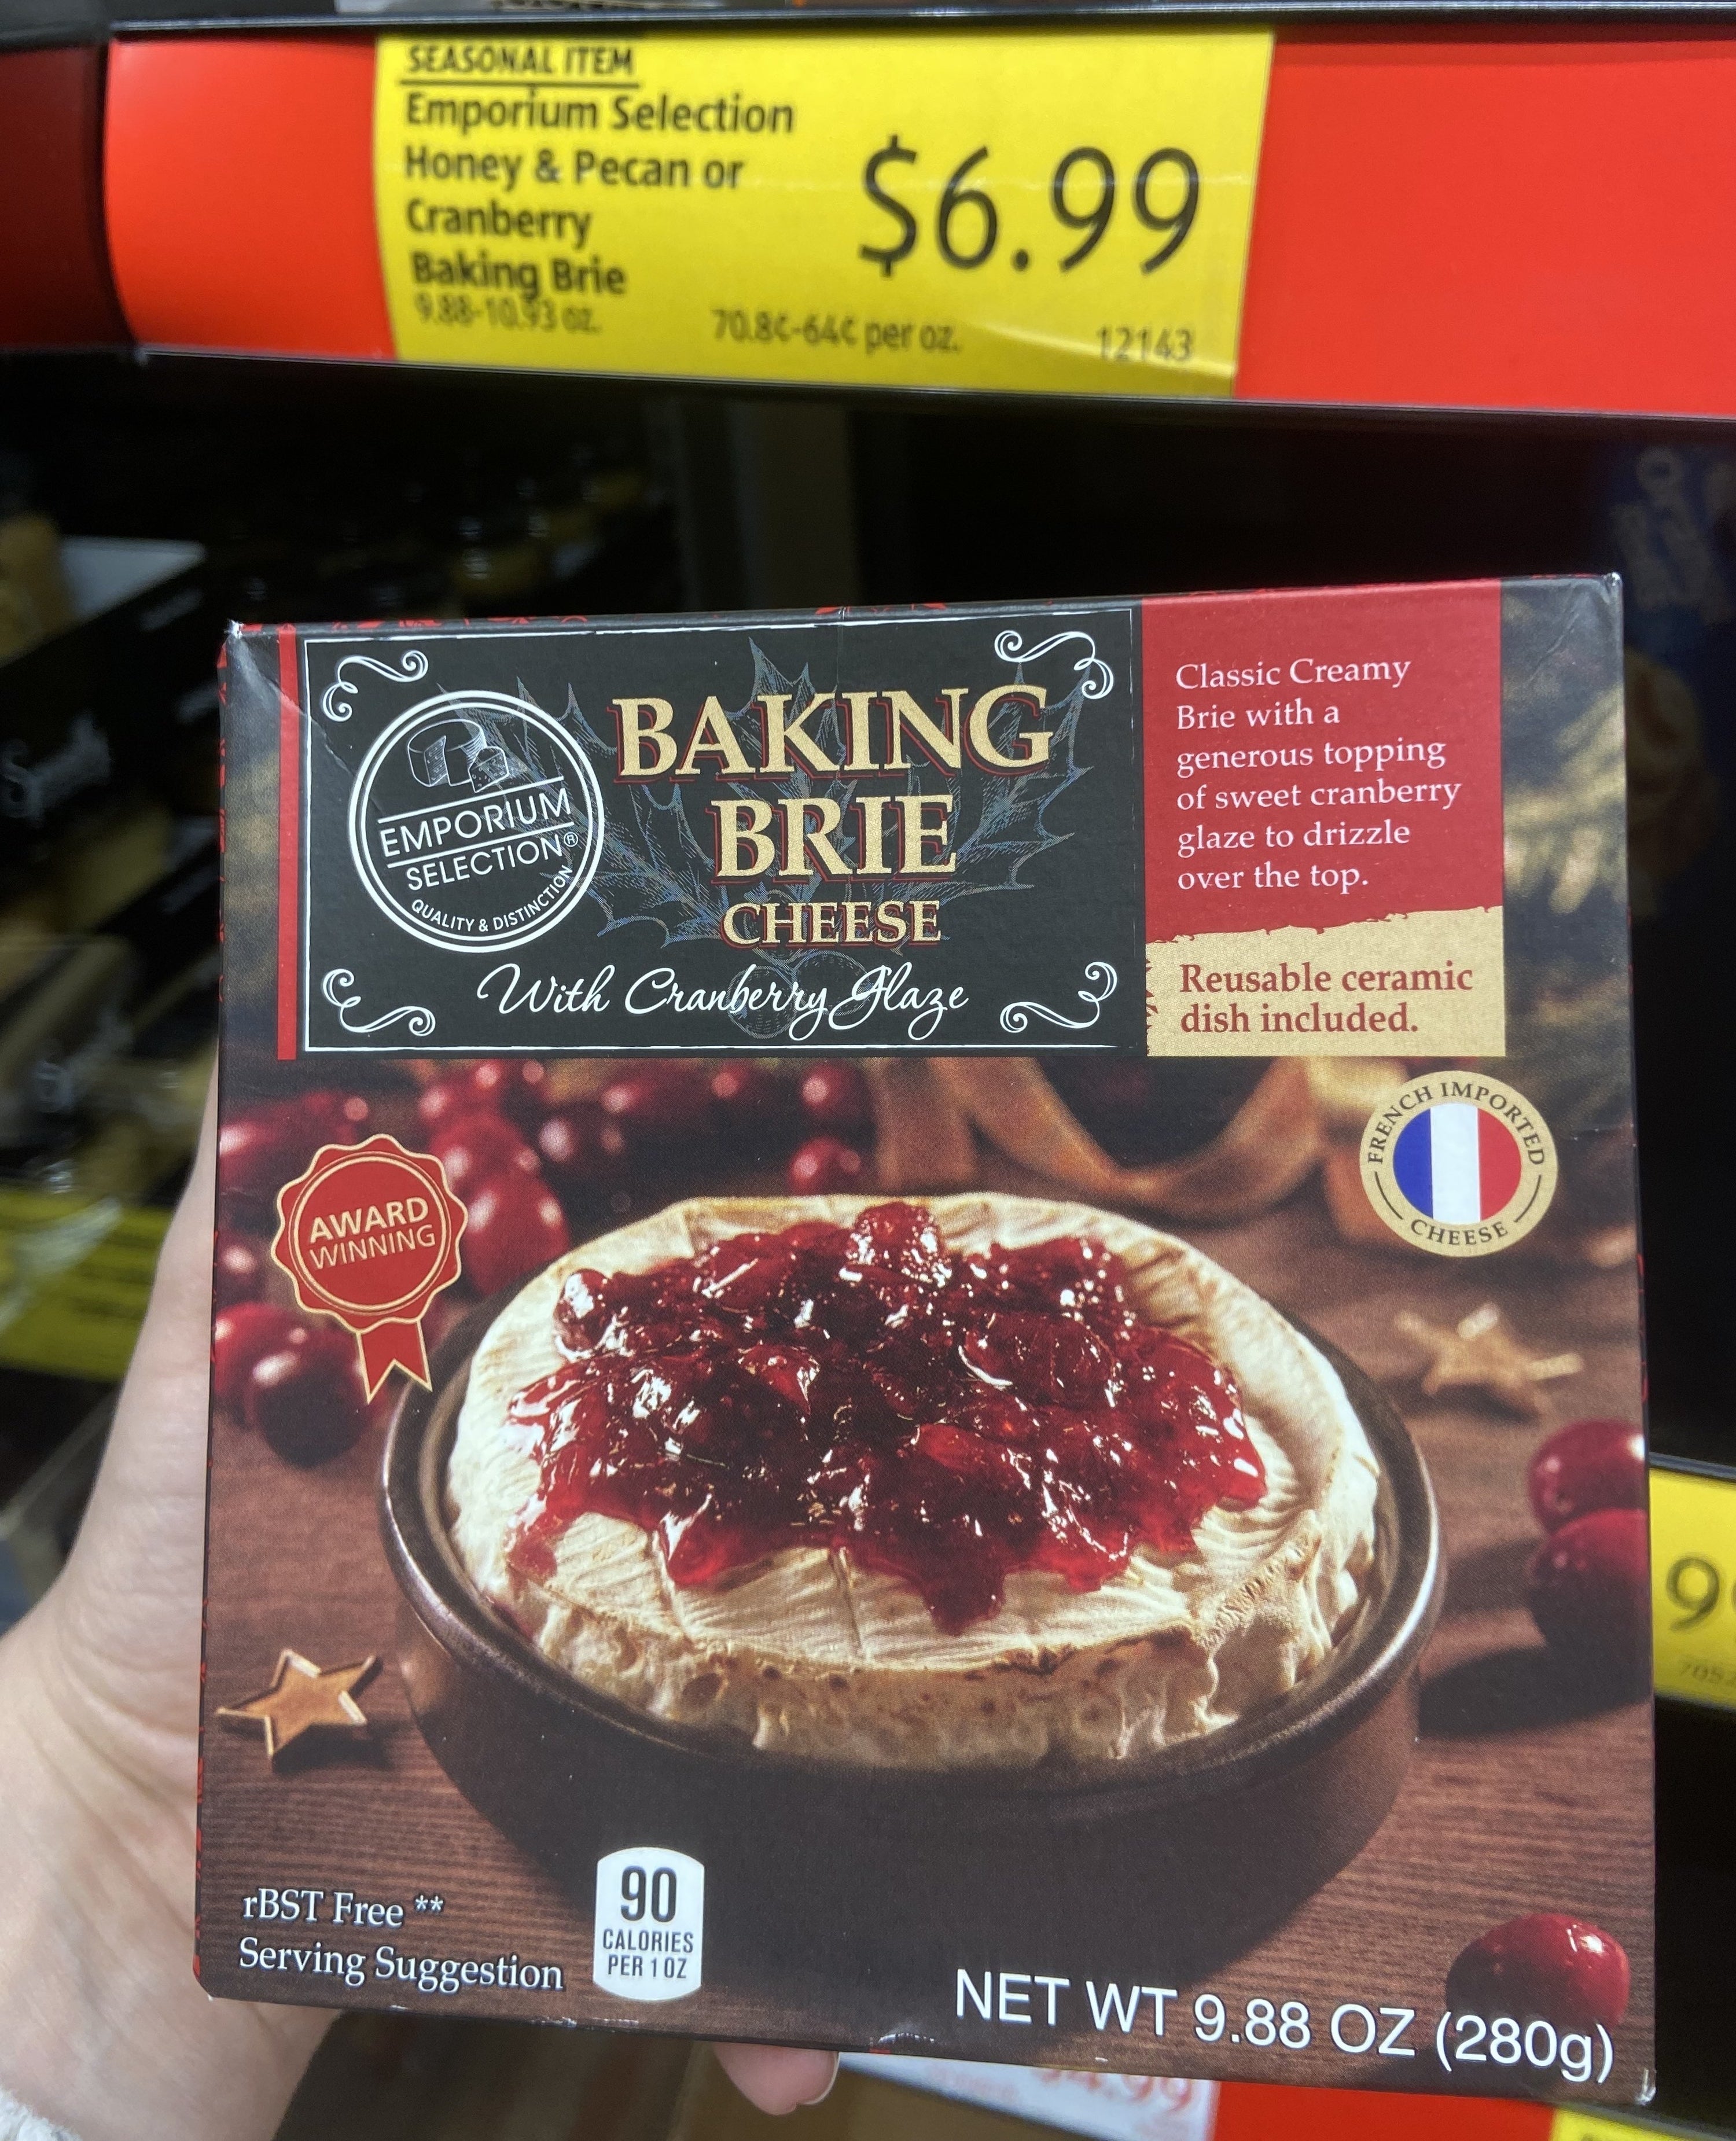 SEASONAL ITEM
Emporium Selection
Honey & Pecan or
Cranberry
Baking Brie
9.88-10.93 oz.
70.8¢-64¢ per oz.
$6.99
12143
EMPORIUM
SELECTION®
QUALITY & DISTINCTION
BAKING
BRIE
CHEESE
With Cranberry Glaze
Classic Creamy
Brie with a
generous topping
of sweet cranberry
glaze to drizzle
over the top.
Reusable ceramic
dish included.
FRENCH IMPORTED
CHEESE
AWARD
WINNING
rBST Free **
Serving Suggestion
90
CALORIES
PER 1 OZ
NET WT 9.88 OZ (280g)